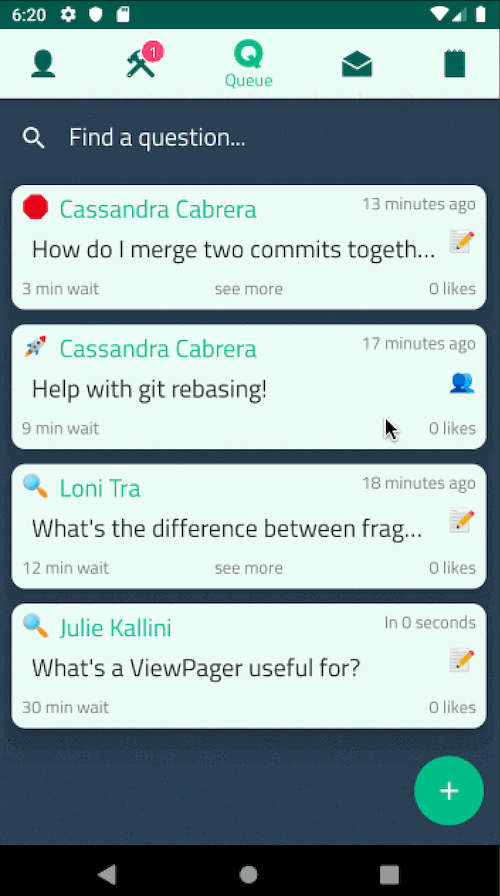 6:20
1
Queue
Find a question...
Cassandra Cabrera
13 minutes ago
How do I merge two commits togeth...
3 min wait
see more
0 likes
Cassandra Cabrera
17 minutes ago
Help with git rebasing!
9 min wait
0 likes
Loni Tra
18 minutes ago
What's the difference between frag...
12 min wait
see more
0 likes
Julie Kallini
In 0 seconds
What's a ViewPager useful for?
30 min wait
0 likes
+